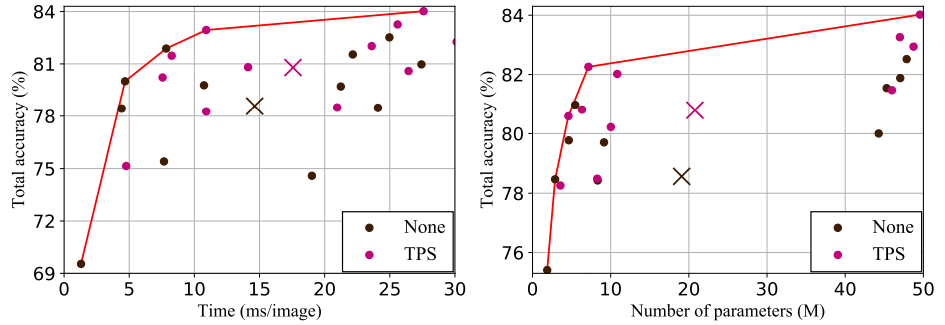 84
81
78
75
72
69
Total accuracy (%)
0 5 10 15 20 25 30
Time (ms/image)
None
TPS
84
82
80
78
76
Total accuracy (%)
0 10 20 30 40 50
Number of parameters (M)
None
TPS